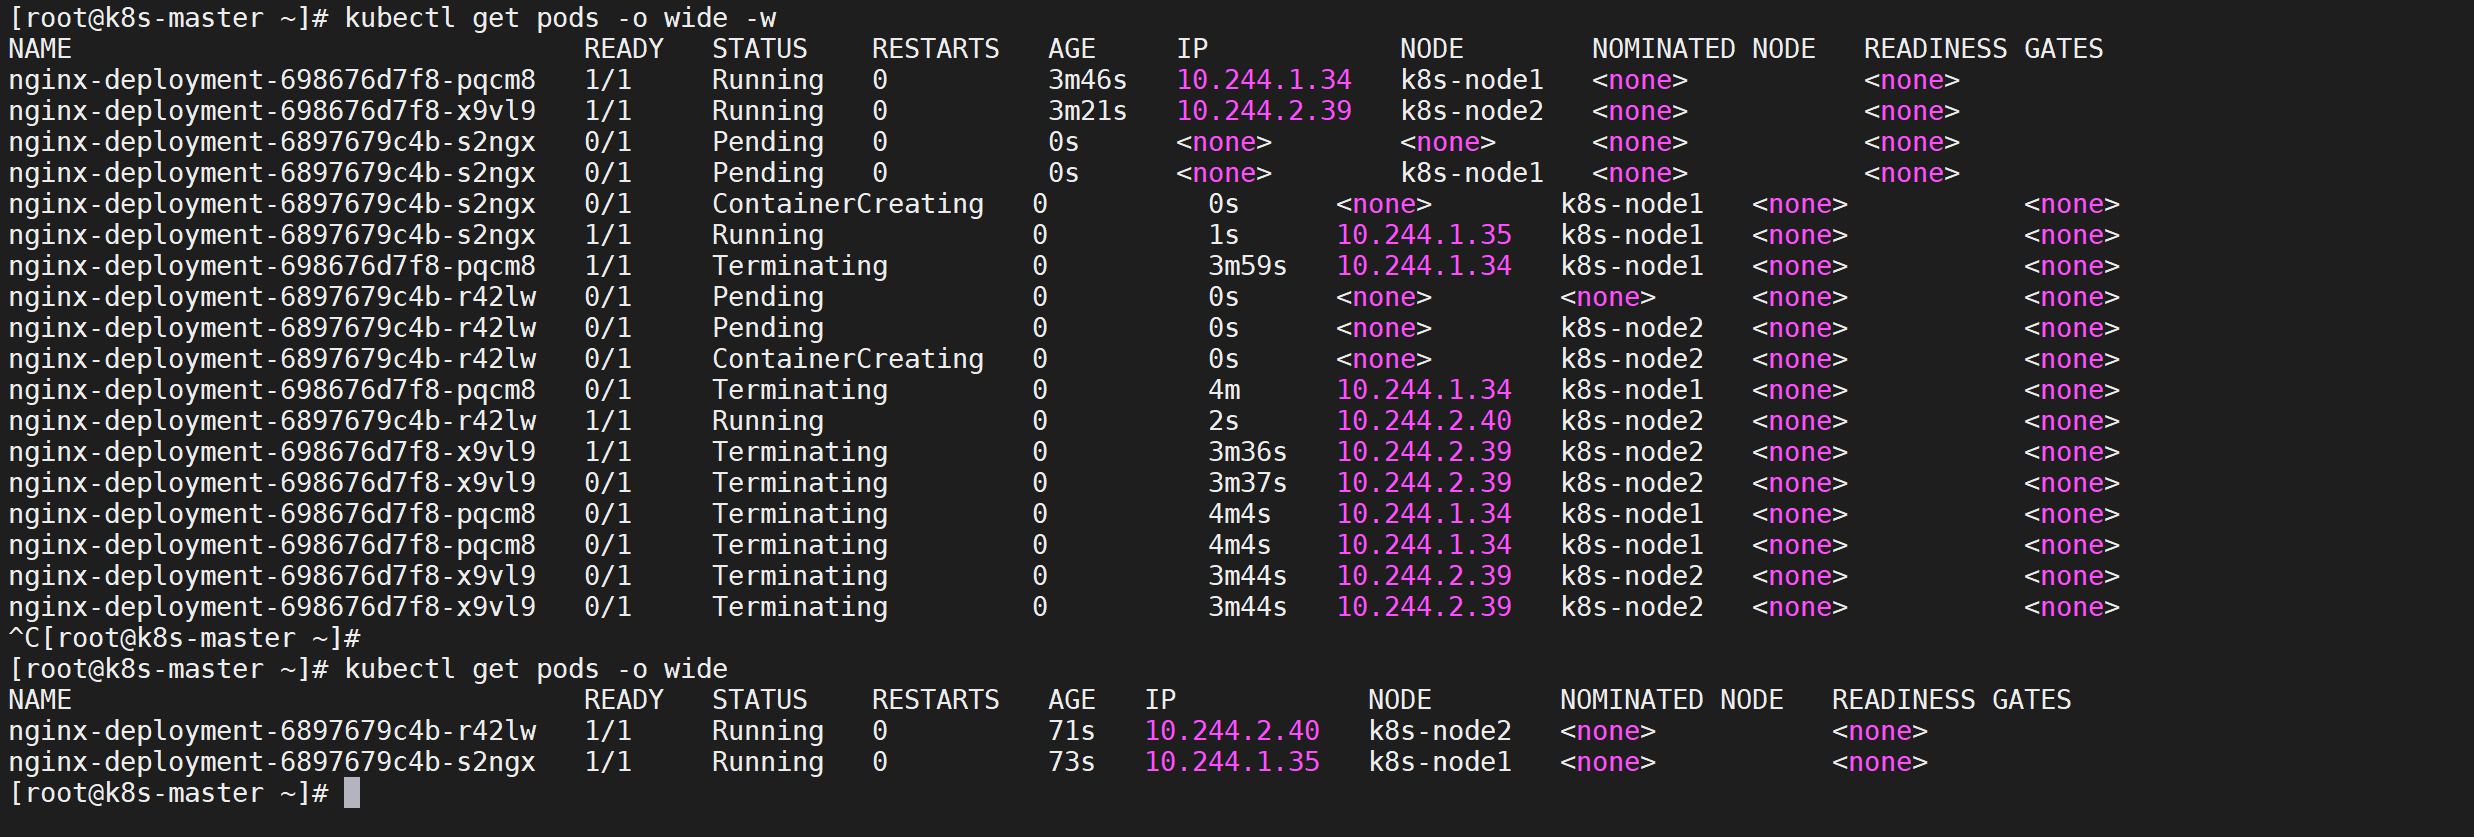 [root@k8s-master ~]# kubectl get pods -o wide -w
NAME                                READY   STATUS    RESTARTS   AGE     IP            NODE        NOMINATED NODE   READINESS GATES
nginx-deployment-698676d7f8-pqcm8   1/1     Running   0          3m46s   10.244.1.34   k8s-node1   <none>           <none>
nginx-deployment-698676d7f8-x9vl9   1/1     Running   0          3m21s   10.244.2.39   k8s-node2   <none>           <none>
nginx-deployment-6897679c4b-s2ngx   0/1     Pending   0          0s      <none>        <none>      <none>           <none>
nginx-deployment-6897679c4b-s2ngx   0/1     Pending   0          0s      <none>        k8s-node1   <none>           <none>
nginx-deployment-6897679c4b-s2ngx   0/1     ContainerCreating   0          0s      <none>        k8s-node1   <none>           <none>
nginx-deployment-6897679c4b-s2ngx   1/1     Running             0          1s      10.244.1.35   k8s-node1   <none>           <none>
nginx-deployment-698676d7f8-pqcm8   1/1     Terminating         0          3m59s   10.244.1.34   k8s-node1   <none>           <none>
nginx-deployment-6897679c4b-r42lw   0/1     Pending             0          0s      <none>        <none>      <none>           <none>
nginx-deployment-6897679c4b-r42lw   0/1     Pending             0          0s      <none>        k8s-node2   <none>           <none>
nginx-deployment-6897679c4b-r42lw   0/1     ContainerCreating   0          0s      <none>        k8s-node2   <none>           <none>
nginx-deployment-698676d7f8-pqcm8   0/1     Terminating         0          4m      10.244.1.34   k8s-node1   <none>           <none>
nginx-deployment-6897679c4b-r42lw   1/1     Running             0          2s      10.244.2.40   k8s-node2   <none>           <none>
nginx-deployment-698676d7f8-x9vl9   1/1     Terminating         0          3m36s   10.244.2.39   k8s-node2   <none>           <none>
nginx-deployment-698676d7f8-x9vl9   0/1     Terminating         0          3m37s   10.244.2.39   k8s-node2   <none>           <none>
nginx-deployment-698676d7f8-pqcm8   0/1     Terminating         0          4m4s    10.244.1.34   k8s-node1   <none>           <none>
nginx-deployment-698676d7f8-pqcm8   0/1     Terminating         0          4m4s    10.244.1.34   k8s-node1   <none>           <none>
nginx-deployment-698676d7f8-x9vl9   0/1     Terminating         0          3m44s   10.244.2.39   k8s-node2   <none>           <none>
nginx-deployment-698676d7f8-x9vl9   0/1     Terminating         0          3m44s   10.244.2.39   k8s-node2   <none>           <none>
^C[root@k8s-master ~]#
[root@k8s-master ~]# kubectl get pods -o wide
NAME                                READY   STATUS    RESTARTS   AGE   IP            NODE        NOMINATED NODE   READINESS GATES
nginx-deployment-6897679c4b-r42lw   1/1     Running   0          71s   10.244.2.40   k8s-node2   <none>           <none>
nginx-deployment-6897679c4b-s2ngx   1/1     Running   0          73s   10.244.1.35   k8s-node1   <none>           <none>
[root@k8s-master ~]#